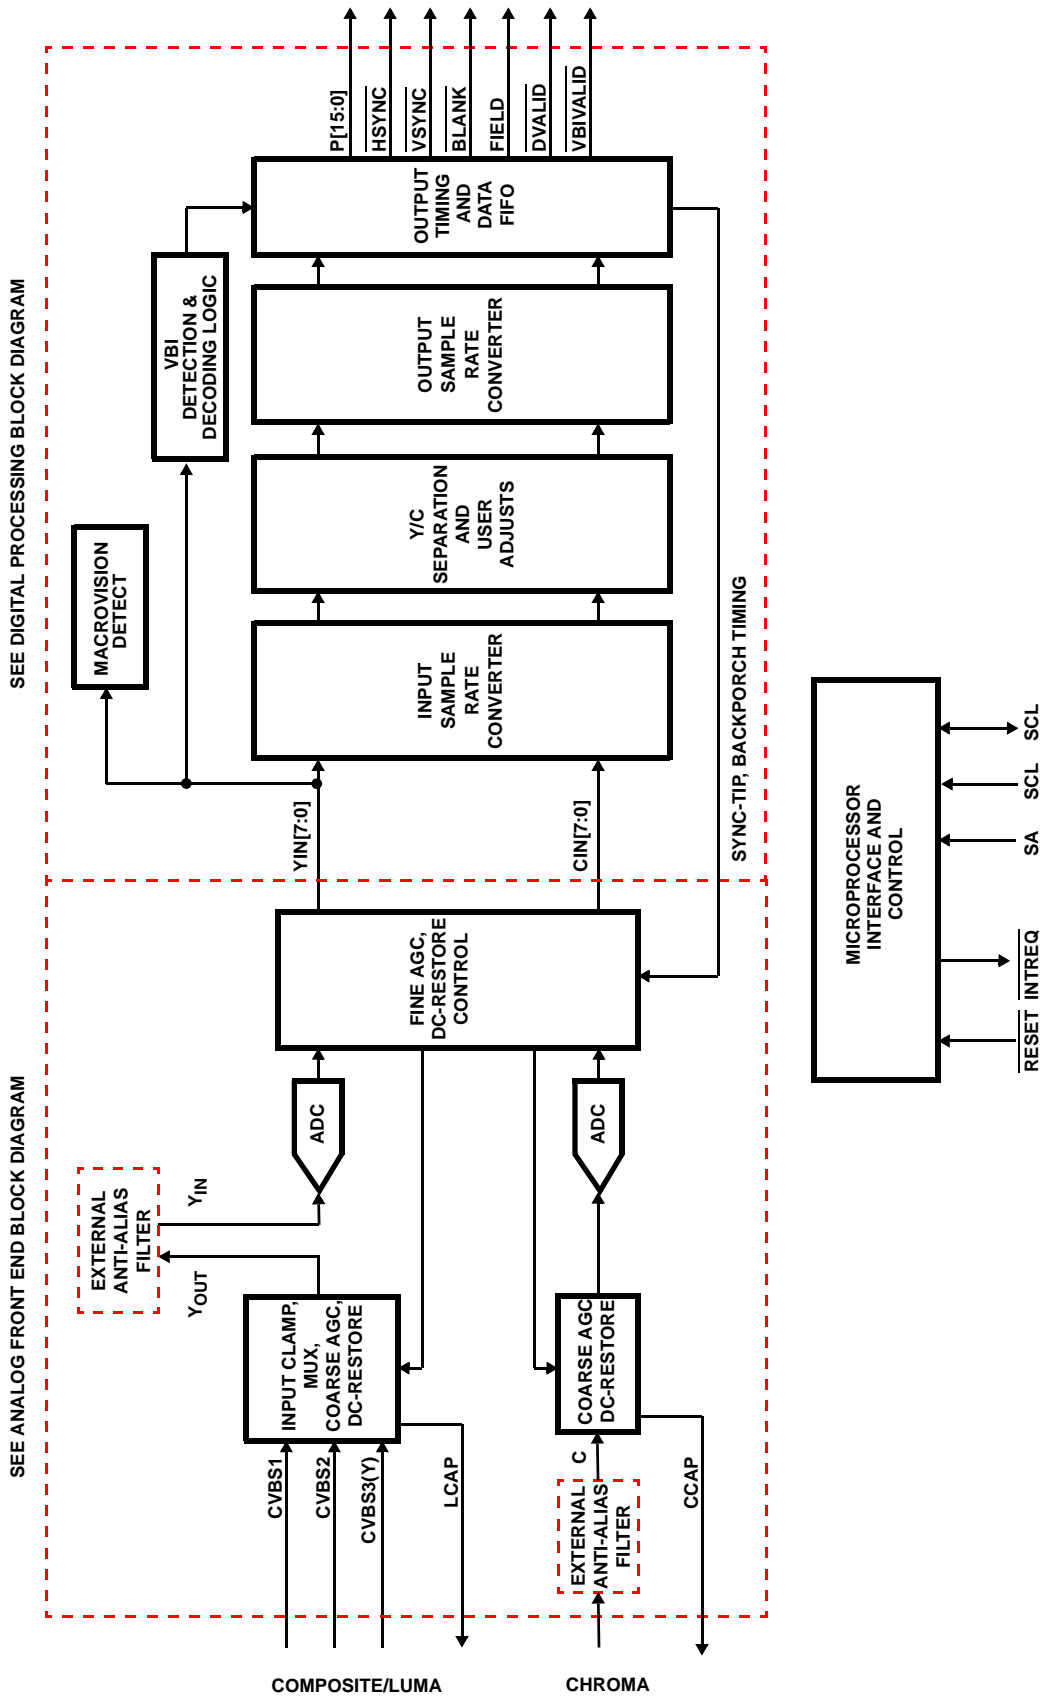 SEE ANALOG FRONT END BLOCK DIAGRAM
SEE DIGITAL PROCESSING BLOCK DIAGRAM
EXTERNAL
ANTI-ALIAS
FILTER
YOUT
YIN
MACROVISION
DETECT
VBI
DETECTION &
DECODING LOGIC
CVBS1
CVBS2
CVBS3(Y)
LCAP
COMPOSITE/LUMA
INPUT CLAMP,
MUX,
COARSE AGC,
DC-RESTORE
ADC
FINE AGC,
DC-RESTORE
CONTROL
YIN[7:0]
CIN[7:0]
INPUT
SAMPLE
RATE
CONVERTER
Y/C
SEPARATION
AND
USER
ADJUSTS
OUTPUT
SAMPLE
RATE
CONVERTER
OUTPUT
TIMING
AND
DATA
FIFO
P[15:0]
HSYNC
VSYNC
BLANK
FIELD
DVALID
VBIVALID
CHROMA
EXTERNAL
ANTI-ALIAS
FILTER
C
COARSE AGC
DC-RESTORE
CCAP
ADC
SYNC-TIP, BACKPORCH TIMING
MICROPROCESSOR
INTERFACE AND
CONTROL
RESET
INTREQ
SA
SCL
SCL